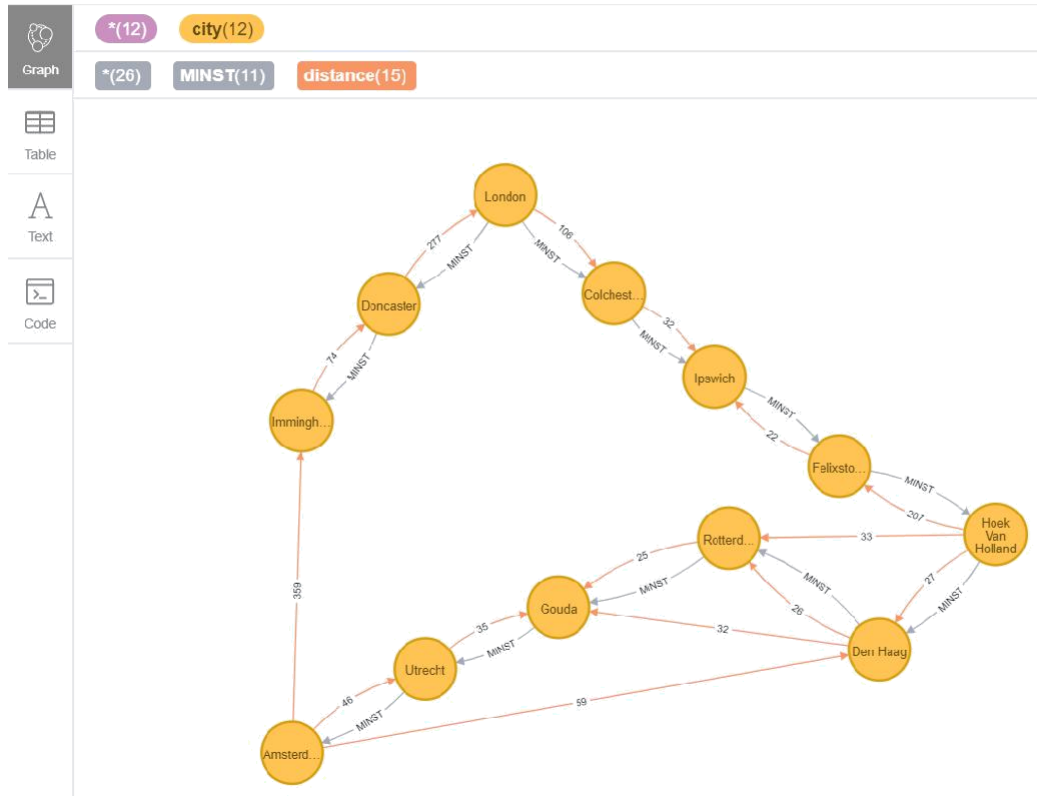 *(12) city(12)
Graph
*(26) MINST(11) distance(15)
Table
Text
Code
London
277
MINST
106
MINST
Doncaster
Colchest...
32
MINST
74
MINST
Ipswich
MINST
22
Immingh...
Felixsto...
MINST
207
Hoek
Van
Holland
33
Rotterd...
27
MINST
25
MINST
MINST
26
359
Gouda
32
35
MINST
Den Haag
Utrecht
46
MINST
59
Amsterd...